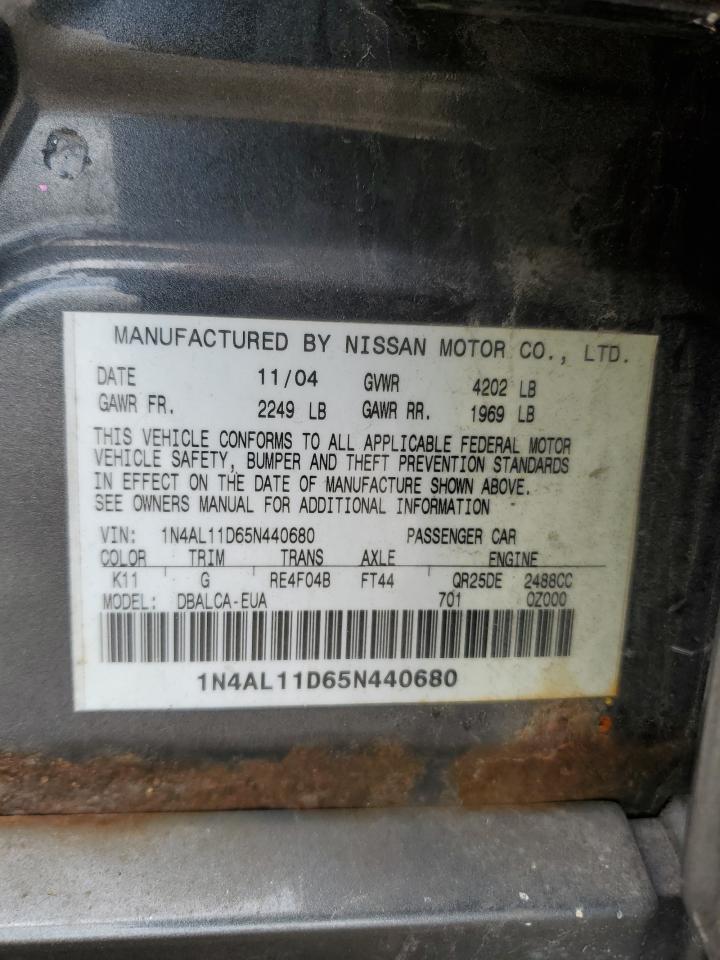 MANUFACTURED BY NISSAN MOTOR CO., LTD.
DATE 11/04 GVWR 4202 LB
GAWR FR. 2249 LB GAWR RR. 1969 LB
THIS VEHICLE CONFORMS TO ALL APPLICABLE FEDERAL MOTOR
VEHICLE SAFETY, BUMPER AND THEFT PREVENTION STANDARDS
IN EFFECT ON THE DATE OF MANUFACTURE SHOWN ABOVE.
SEE OWNERS MANUAL FOR ADDITIONAL INFORMATION
VIN: 1N4AL11D65N440680 PASSENGER CAR
COLOR TRIM TRANS AXLE ENGINE
K11 G RE4F04B FT44 QR25DE 2488CC
MODEL: DBALCA-EUA 701 0Z000
1N4AL11D65N440680